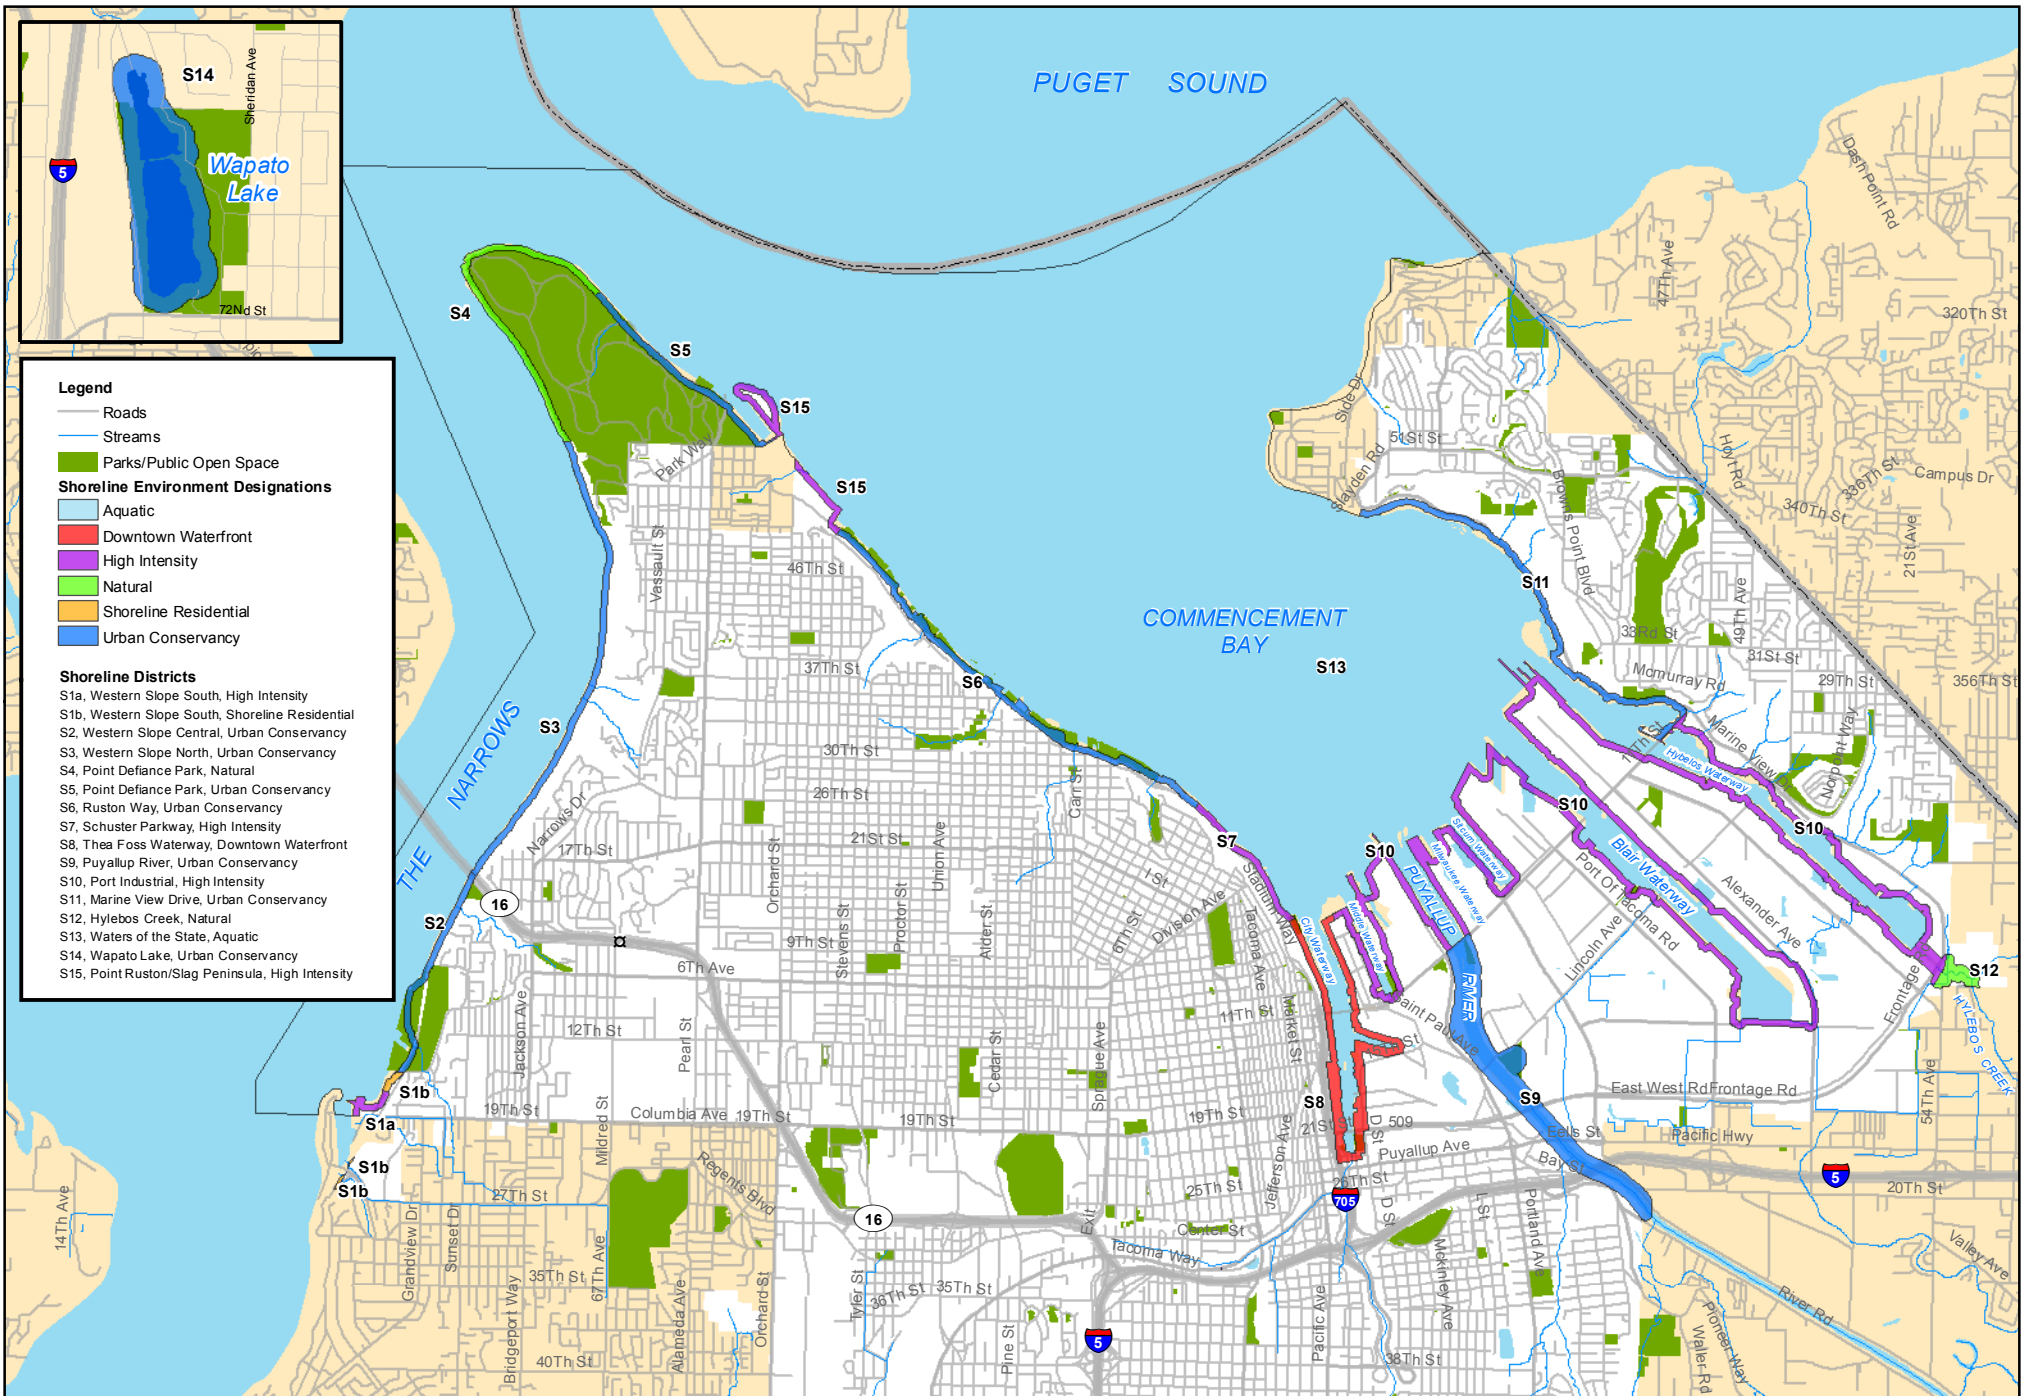 S14
Sheridan Ave
Wapato
Lake
5
72Nd St
Legend
Roads
Streams
Parks/Public Open Space
Shoreline Environment Designations
Aquatic
Downtown Waterfront
High Intensity
Natural
Shoreline Residential
Urban Conservancy
Shoreline Districts
S1a, Western Slope South, High Intensity
S1b, Western Slope South, Shoreline Residential
S2, Western Slope Central, Urban Conservancy
S3, Western Slope North, Urban Conservancy
S4, Point Defiance Park, Natural
S5, Point Defiance Park, Urban Conservancy
S6, Ruston Way, Urban Conservancy
S7, Schuster Parkway, High Intensity
S8, Thea Foss Waterway, Downtown Waterfront
S9, Puyallup River, Urban Conservancy
S10, Port Industrial, High Intensity
S11, Marine View Drive, Urban Conservancy
S12, Hylebos Creek, Natural
S13, Waters of the State, Aquatic
S14, Wapato Lake, Urban Conservancy
S15, Point Ruston/Slag Peninsula, High Intensity
PUGET SOUND
Dash Point Rd
47Th Ave
320Th St
S4
S5
S15
Side Dr
51St St
Slayden Rd
Park Way
S15
Hoyt Rd
336Th St
Campus Dr
340Th St
Browns Point Blvd
21St Ave
Vassault St
46Th St
S11
49Th Ave
COMMENCEMENT
BAY
S13
33Rd St
31St St
37Th St
S6
Mcmurray Rd
29Th St
356Th St
S3
THE NARROWS
30Th St
11Th St
Marine View Dr
Norpoint Way
Hybelos Waterway
26Th St
Carr St
Narrows Dr
21St St
17Th St
Orchard St
Union Ave
S7
S10
S10
S10
Sitcum Waterway
Milwaukee Waterway
PUYALLUP
RIVER
Blair Waterway
Port Of Tacoma Rd
Alexander Ave
I St
Division Ave
6Th St
Stadium Way
16
S2
9Th St
6Th Ave
Stevens St
Proctor St
Alder St
Tacoma Ave
City Waterway
Middle Waterway
Lincoln Ave
Frontage
S12
HYLEBOS CREEK
Jackson Ave
12Th St
Pearl St
Cedar St
Sprague Ave
11Th St
Market St
Saint Paul Ave
S1b
S1a
19Th St
Mildred St
Columbia Ave
19Th St
19Th St
19Th St
S8
21St St
D St
509
S9
East West Rd
Frontage Rd
54Th Ave
Eells St
Pacific Hwy
S1b
S1b
Puyallup Ave
Bay St
5
20Th St
27Th St
Regents Blvd
25Th St
Jefferson Ave
26Th St
705
D St
L St
Portland Ave
14Th Ave
Grandview Dr
Sunset Dr
16
Exit
Center St
Tacoma Way
Mckinley Ave
Valley Ave
35Th St
67Th Ave
Bridgeport Way
Alameda Ave
Orchard St
Tyler St
36Th St
35Th St
River Rd
Pioneer Way
Waller Rd
40Th St
Pine St
5
Pacific Ave
38Th St